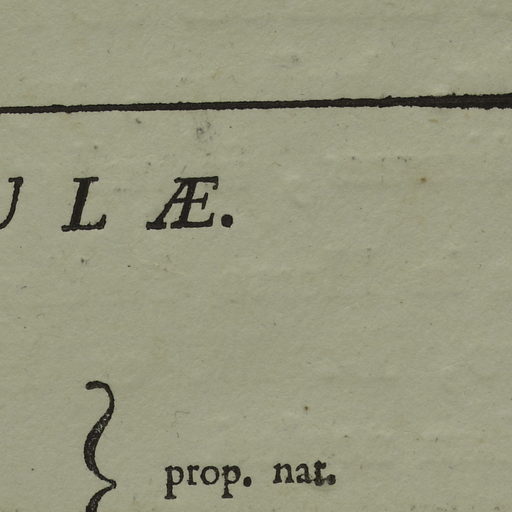 U L Æ.
prop. nat.